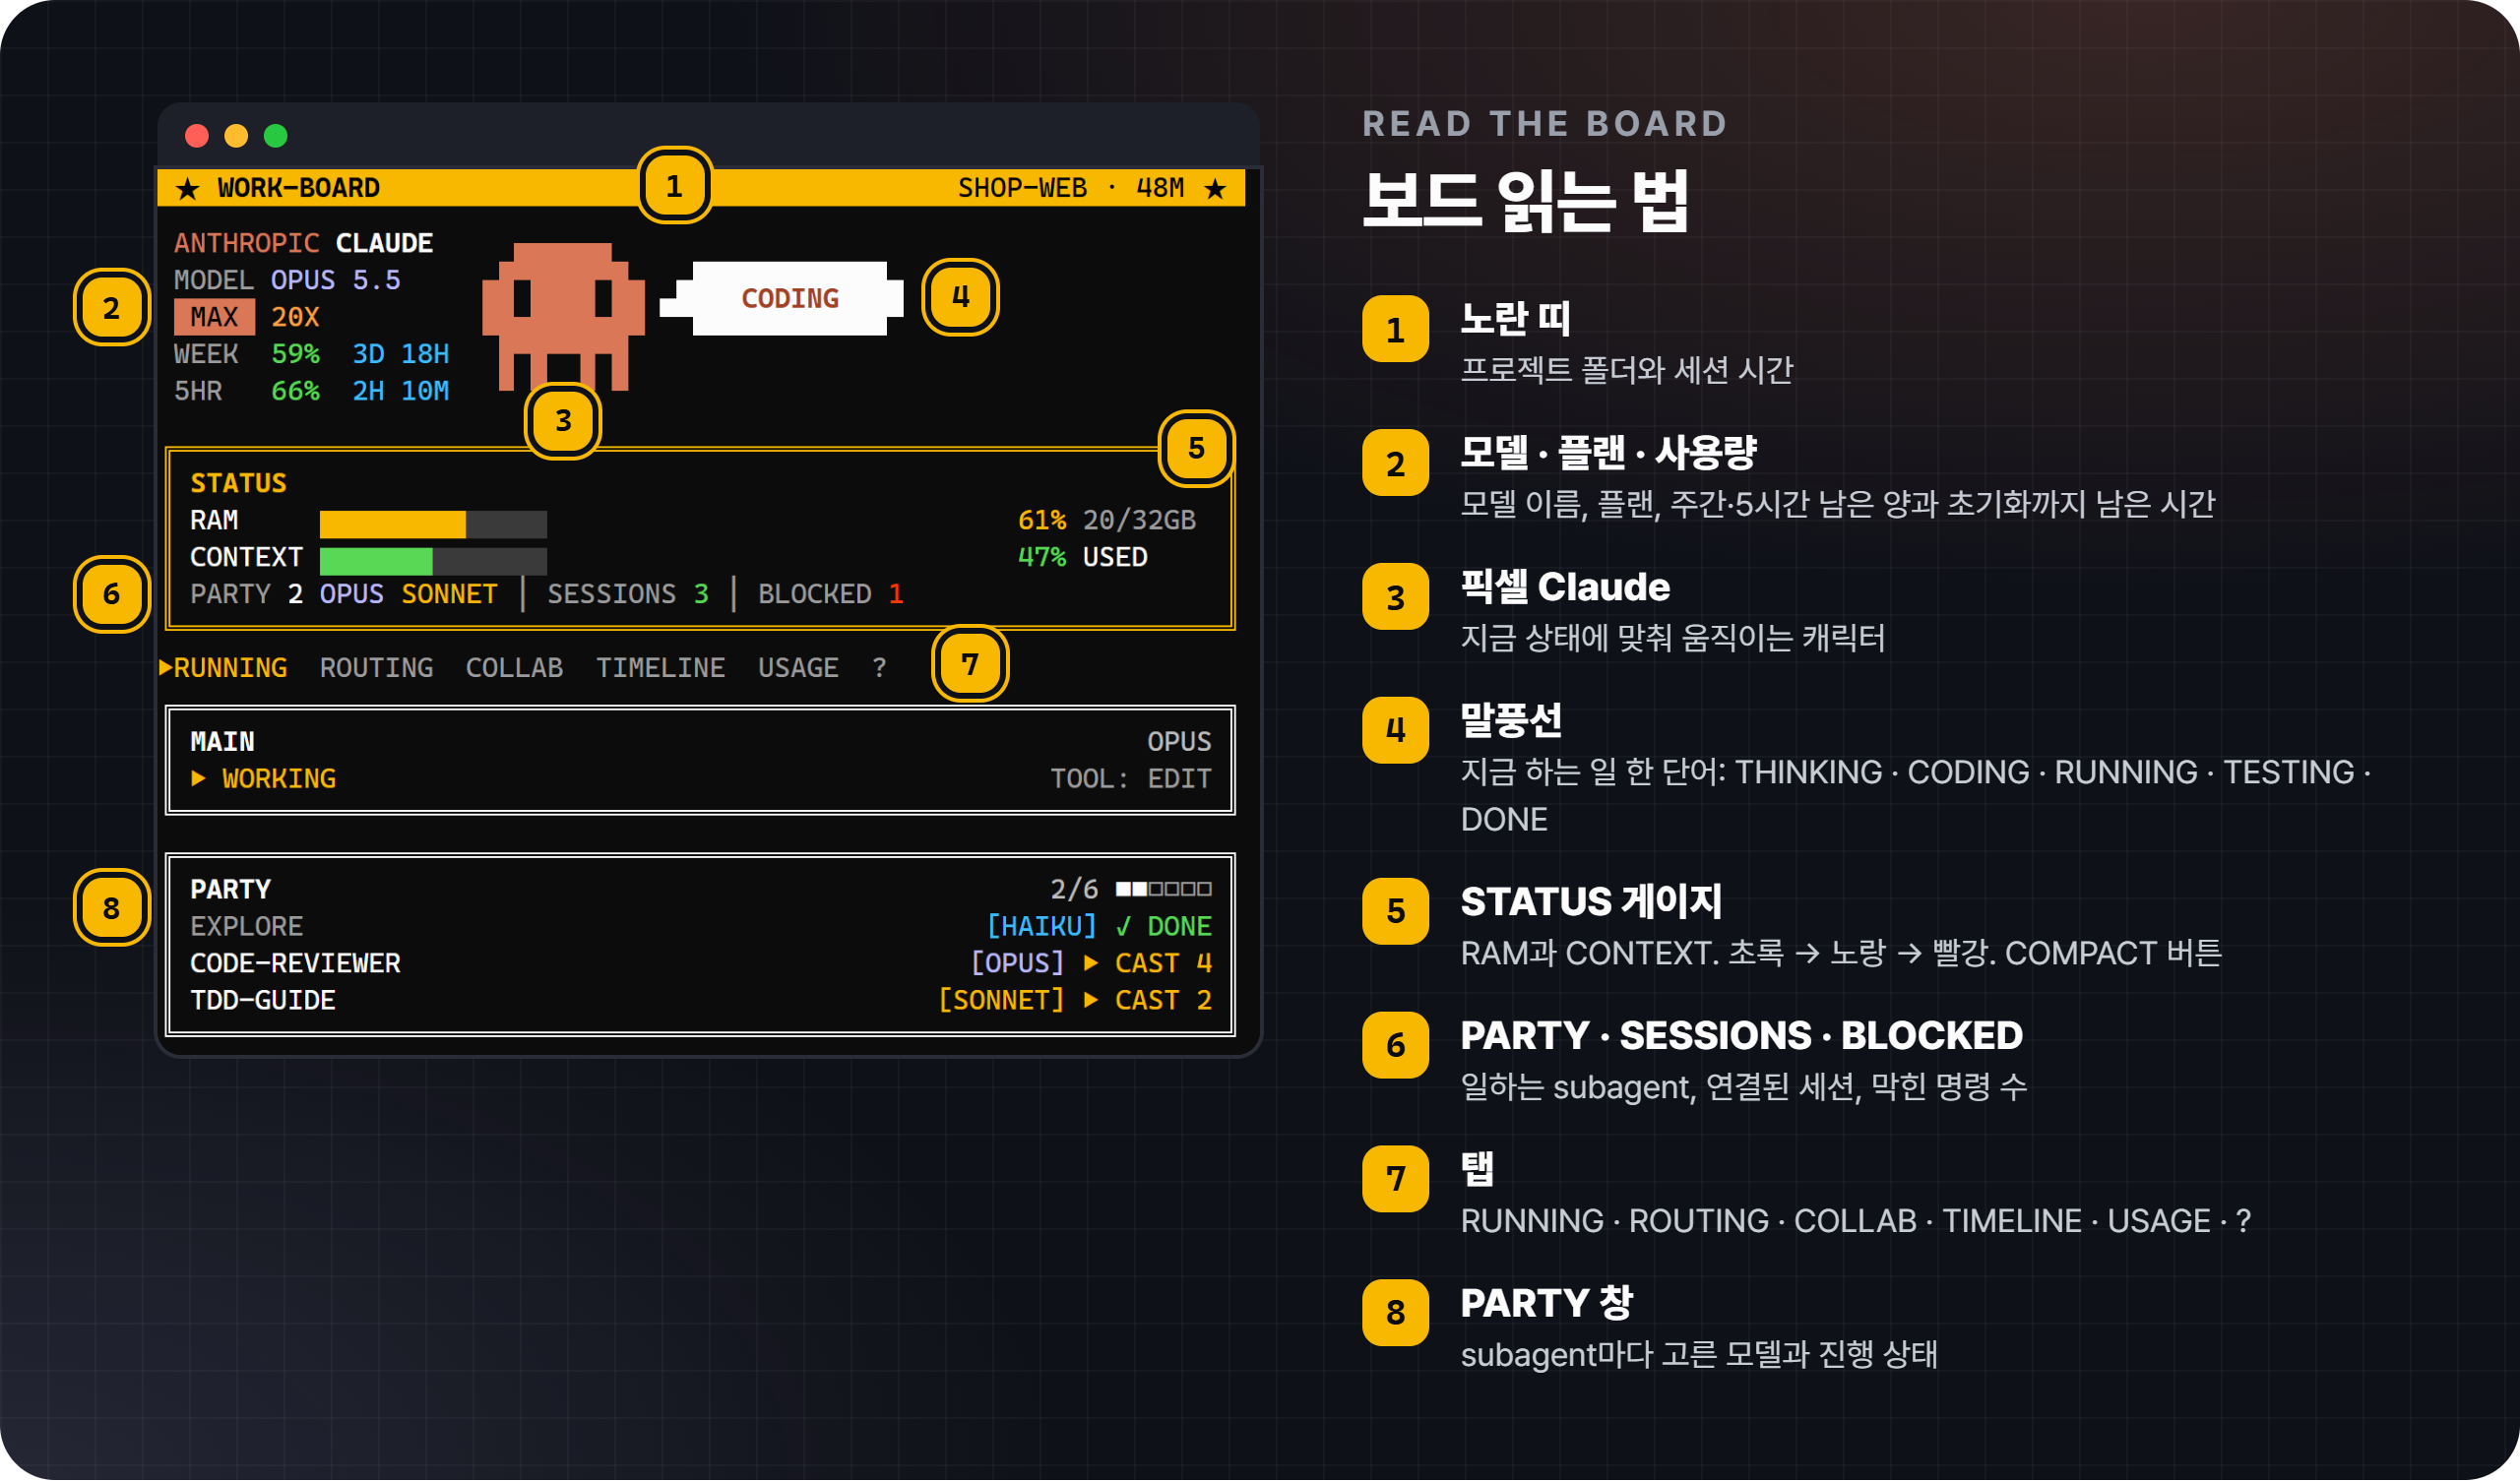 ★ WORK-BOARD
1
SHOP-WEB · 48M ★
ANTHROPIC CLAUDE
MODEL OPUS 5.5
MAX 20X
WEEK 59% 3D 18H
5HR 66% 2H 10M
2
CODING
4
3
5
STATUS
RAM 61% 20/32GB
CONTEXT 47% USED
PARTY 2 OPUS SONNET │ SESSIONS 3 │ BLOCKED 1
6
▶RUNNING ROUTING COLLAB TIMELINE USAGE ?
7
MAIN OPUS
▶ WORKING TOOL: EDIT
8
PARTY 2/6 ■■□□□□
EXPLORE [HAIKU] √ DONE
CODE-REVIEWER [OPUS] ▶ CAST 4
TDD-GUIDE [SONNET] ▶ CAST 2
READ THE BOARD
보드 읽는 법
1 노란 띠
프로젝트 폴더와 세션 시간
2 모델 · 플랜 · 사용량
모델 이름, 플랜, 주간·5시간 남은 양과 초기화까지 남은 시간
3 픽셀 Claude
지금 상태에 맞춰 움직이는 캐릭터
4 말풍선
지금 하는 일 한 단어: THINKING · CODING · RUNNING · TESTING ·
DONE
5 STATUS 게이지
RAM과 CONTEXT. 초록 → 노랑 → 빨강. COMPACT 버튼
6 PARTY · SESSIONS · BLOCKED
일하는 subagent, 연결된 세션, 막힌 명령 수
7 탭
RUNNING · ROUTING · COLLAB · TIMELINE · USAGE · ?
8 PARTY 창
subagent마다 고른 모델과 진행 상태